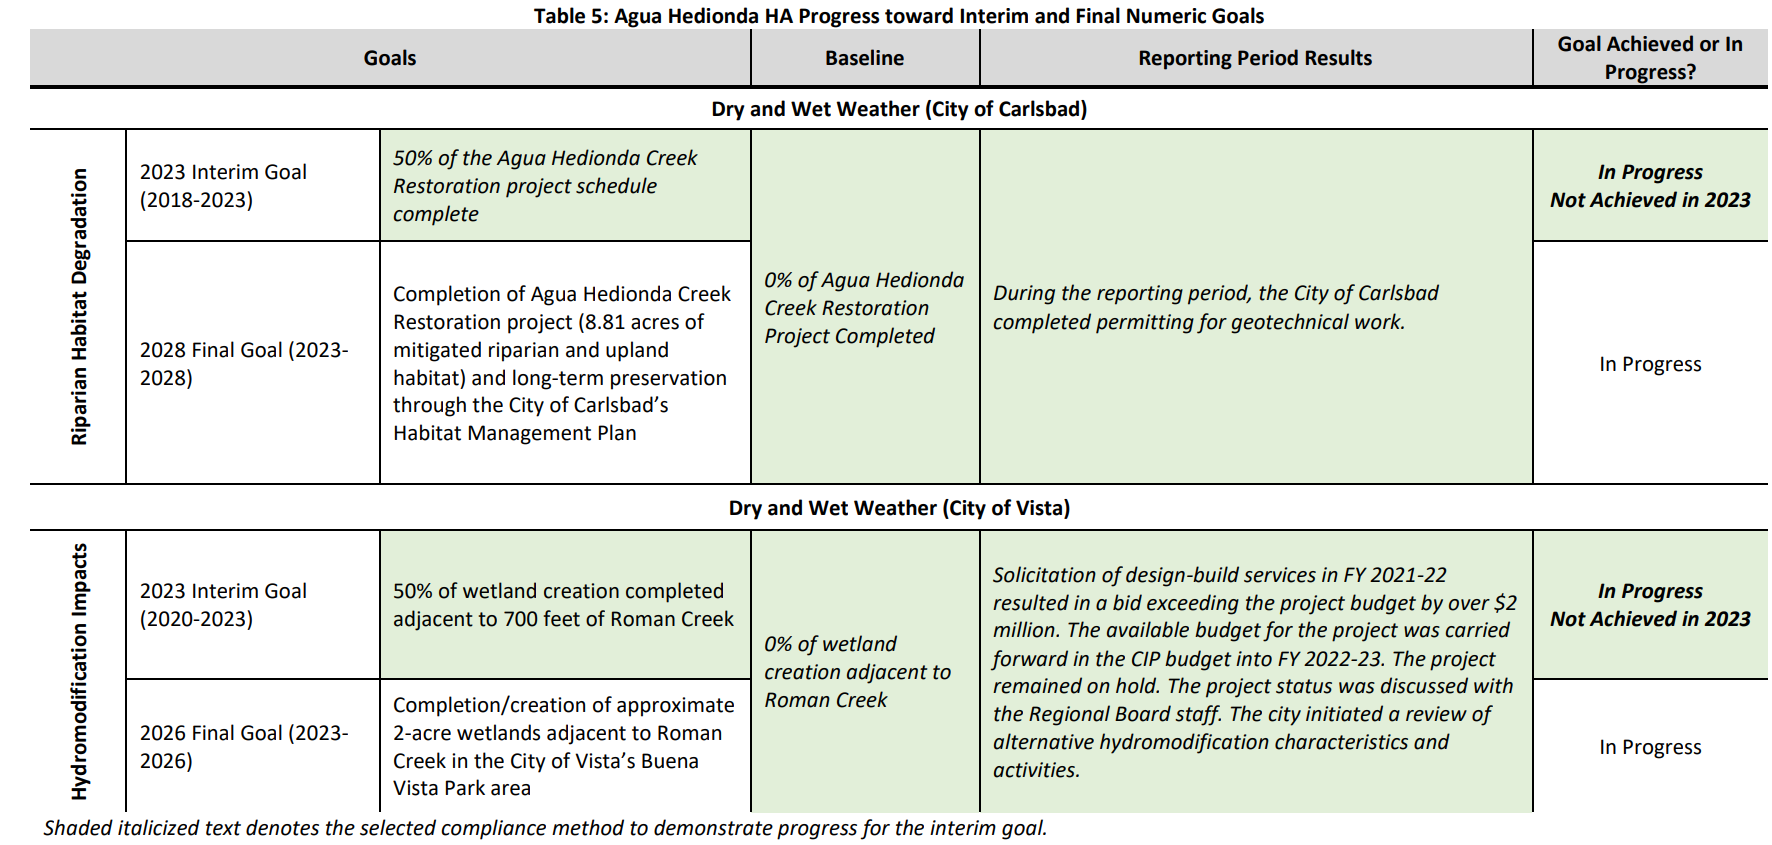 Table 5: Agua Hedionda HA Progress toward Interim and Final Numeric Goals
Goals
Baseline
Reporting Period Results
Goal Achieved or In
Progress?
Dry and Wet Weather (City of Carlsbad)
Riparian Habitat Degradation
2023 Interim Goal
(2018-2023)
50% of the Agua Hedionda Creek
Restoration project schedule
complete
0% of Agua Hedionda
Creek Restoration
Project Completed
During the reporting period, the City of Carlsbad
completed permitting for geotechnical work.
In Progress
Not Achieved in 2023
2028 Final Goal (2023-
2028)
Completion of Agua Hedionda Creek
Restoration project (8.81 acres of
mitigated riparian and upland
habitat) and long-term preservation
through the City of Carlsbad’s
Habitat Management Plan
In Progress
Dry and Wet Weather (City of Vista)
Hydromodification Impacts
2023 Interim Goal
(2020-2023)
50% of wetland creation completed
adjacent to 700 feet of Roman Creek
0% of wetland
creation adjacent to
Roman Creek
Solicitation of design-build services in FY 2021-22
resulted in a bid exceeding the project budget by over $2
million. The available budget for the project was carried
forward in the CIP budget into FY 2022-23. The project
remained on hold. The project status was discussed with
the Regional Board staff. The city initiated a review of
alternative hydromodification characteristics and
activities.
In Progress
Not Achieved in 2023
2026 Final Goal (2023-
2026)
Completion/creation of approximate
2-acre wetlands adjacent to Roman
Creek in the City of Vista’s Buena
Vista Park area
In Progress
Shaded italicized text denotes the selected compliance method to demonstrate progress for the interim goal.